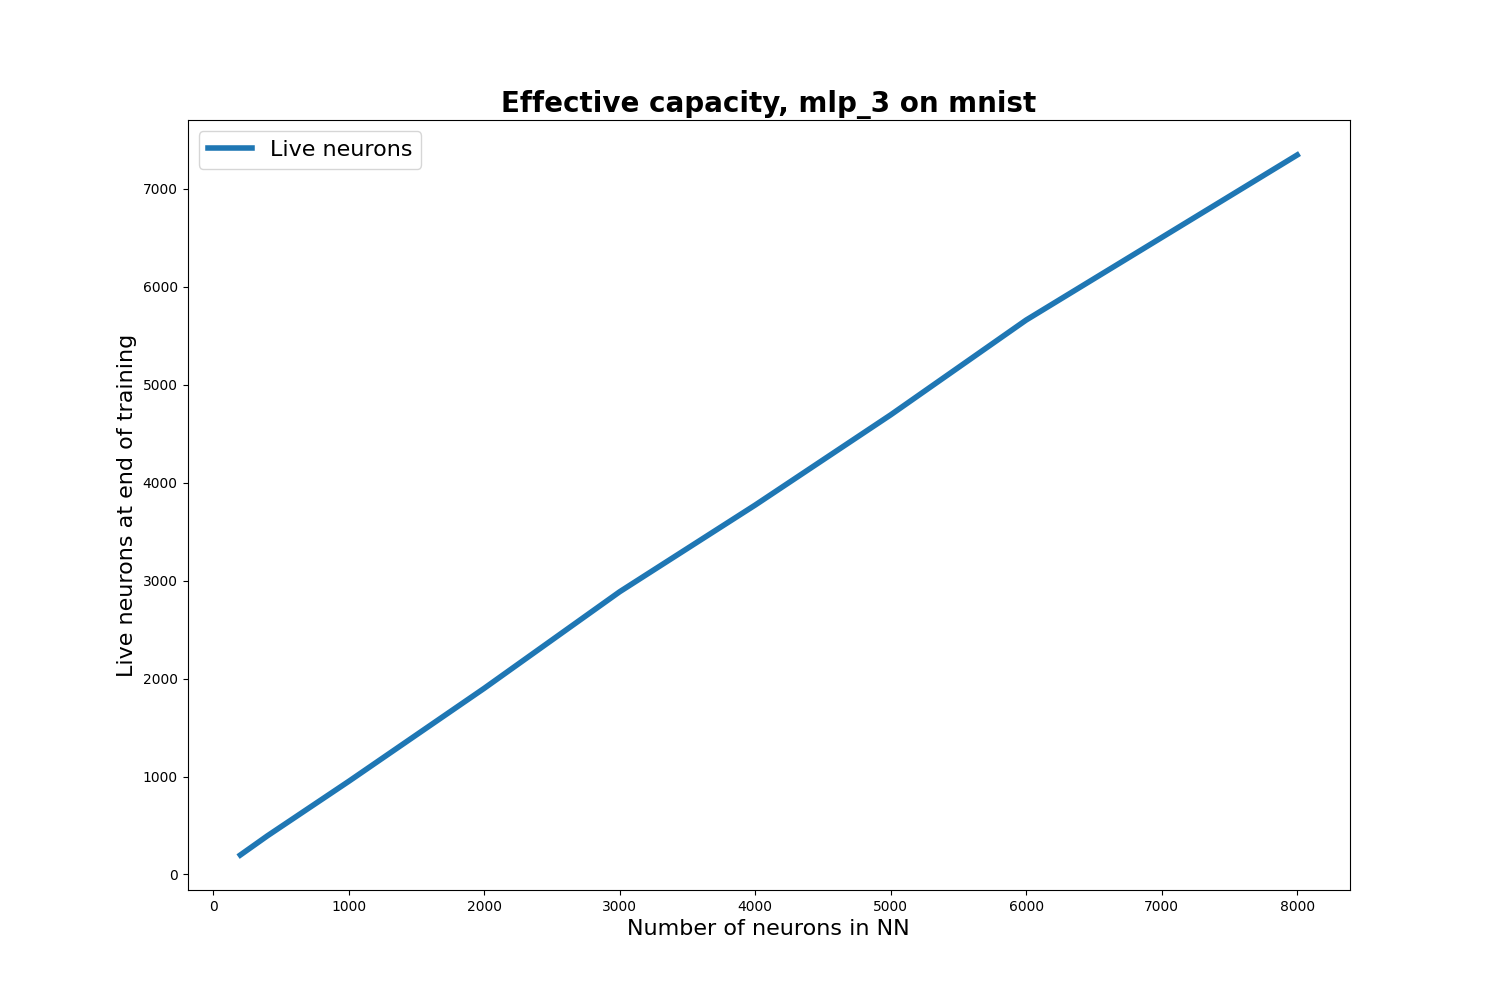 Effective capacity, mlp_3 on mnist
Live neurons
7000
6000
5000
4000
3000
2000
1000
0
Live neurons at end of training
0 1000 2000 3000 4000 5000 6000 7000 8000
Number of neurons in NN